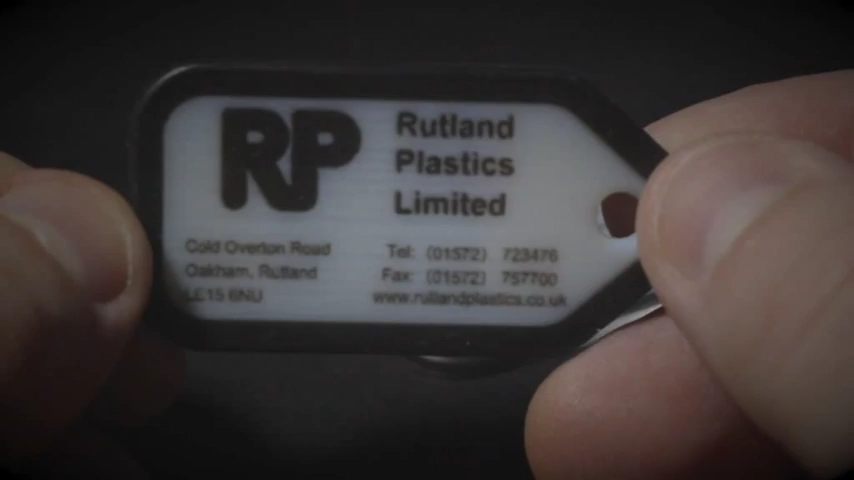 RP
Rutland
Plastics
Limited
Cold Overton Road
Oakham, Rutland
LE15 6NU
Tel: (01572) 723476
Fax: (01572) 757700
www.rutlandplastics.co.uk